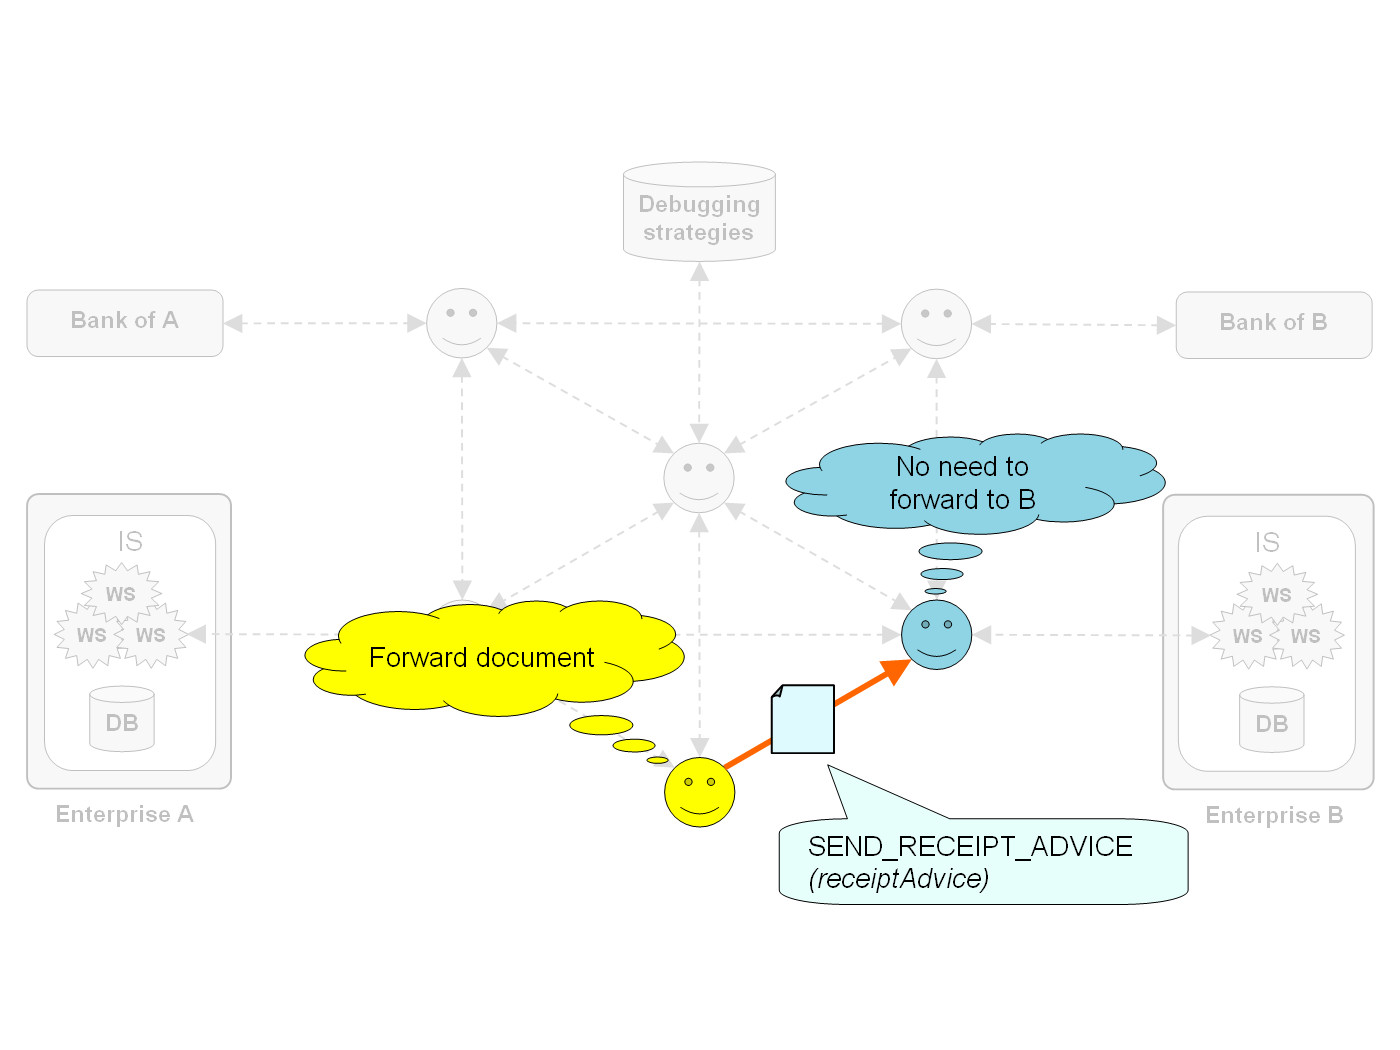 Debugging
strategies
Bank of A
Bank of B
No need to
forward to B
IS
WS
WS
WS
DB
Enterprise A
Forward document
IS
WS
WS
WS
DB
Enterprise B
SEND_RECEIPT_ADVICE
(receiptAdvice)